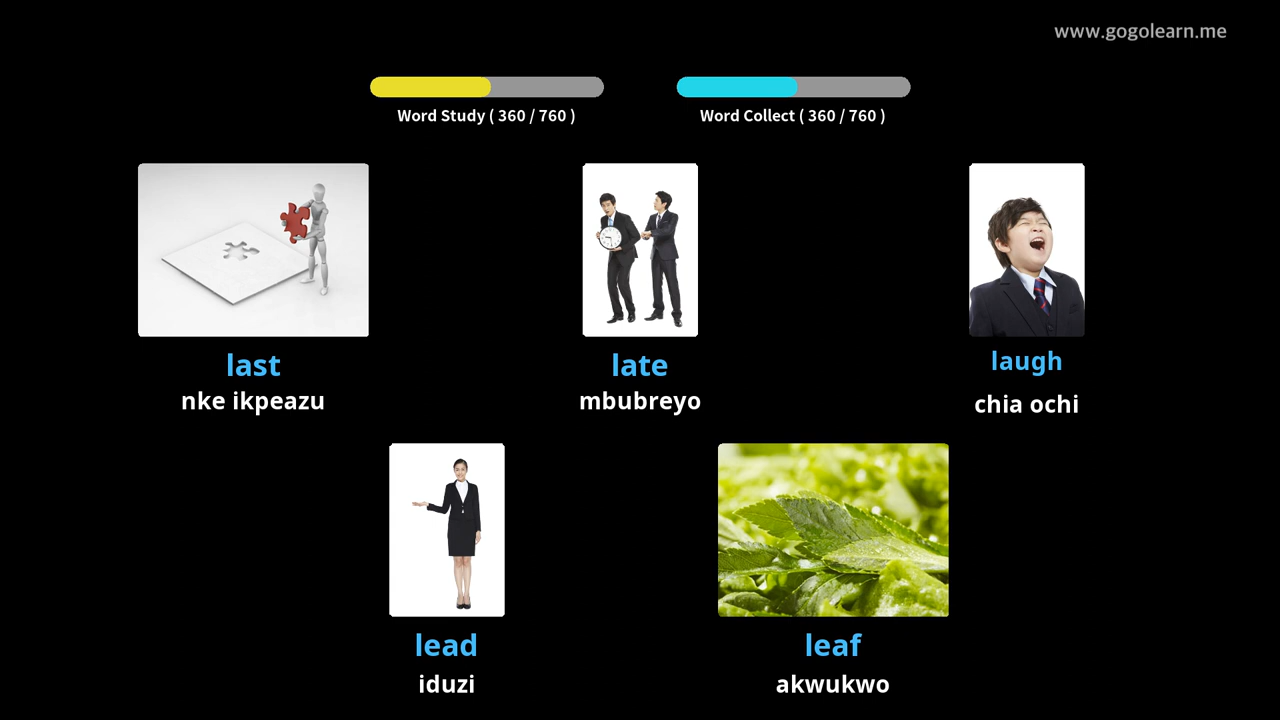 www.gogolearn.me
Word Study ( 360 / 760 )
Word Collect ( 360 / 760 )
last
nke ikpeazu
late
mbubreyo
laugh
chia ochi
lead
iduzi
leaf
akwukwo